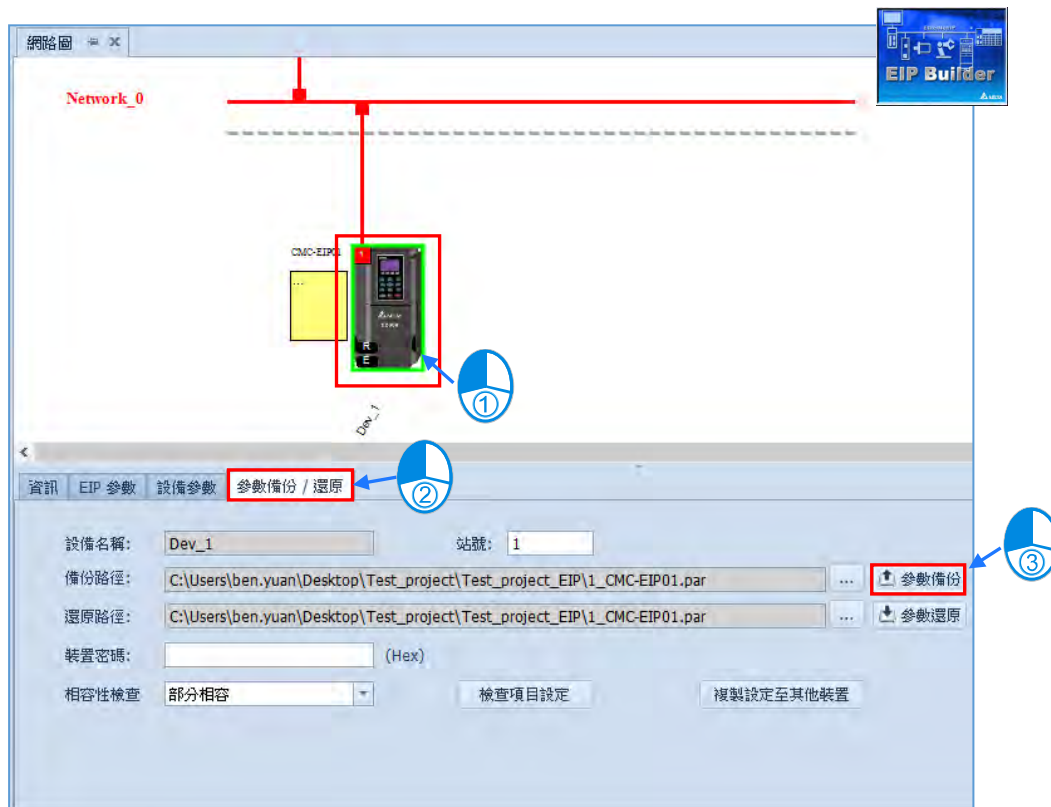 網路圖
EIP Builder
Network_0
CMC-EIP01
...
1
R
E
①
Dev_1
資訊 EIP 參數 設備參數 參數備份 / 還原
②
設備名稱: Dev_1 站號: 1
備份路徑: C:\Users\ben.yuan\Desktop\Test_project\Test_project_EIP\1_CMC-EIP01.par ... 參數備份
③
還原路徑: C:\Users\ben.yuan\Desktop\Test_project\Test_project_EIP\1_CMC-EIP01.par ... 參數還原
裝置密碼: (Hex)
相容性檢查 部分相容 檢查項目設定 複製設定至其他裝置